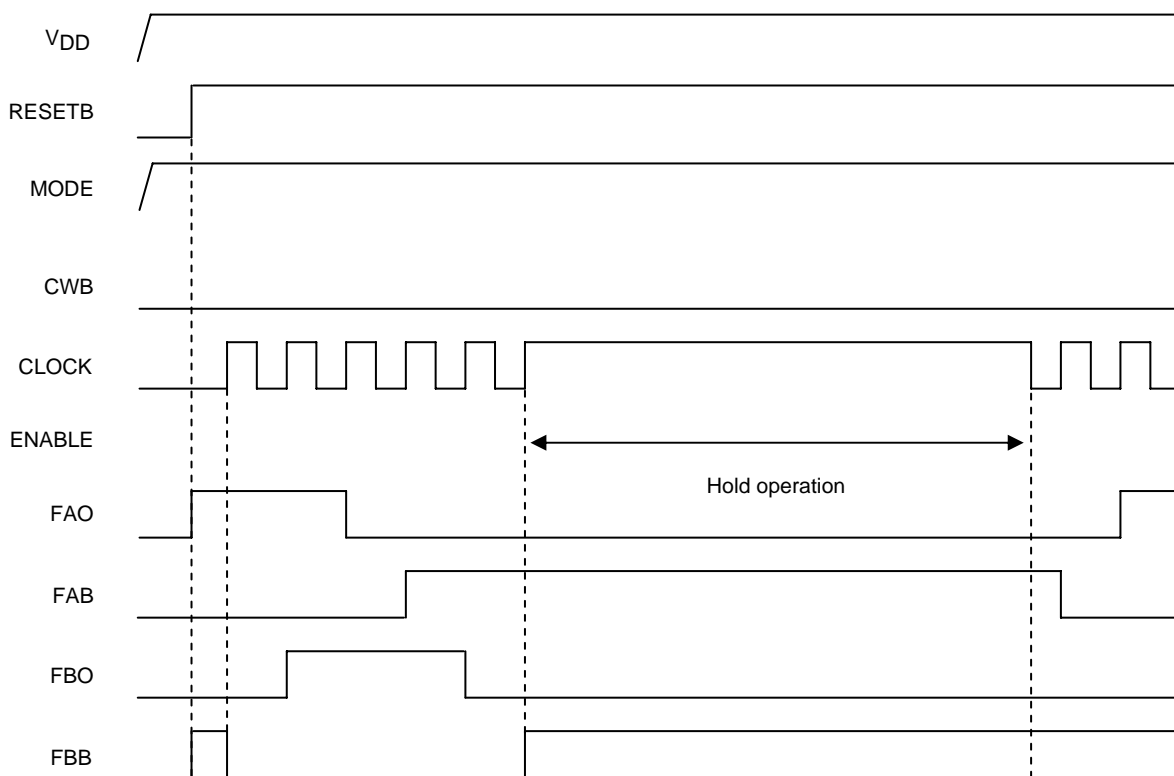 VDD
RESETB
MODE
CWB
CLOCK
ENABLE
Hold operation
FAO
FAB
FBO
FBB